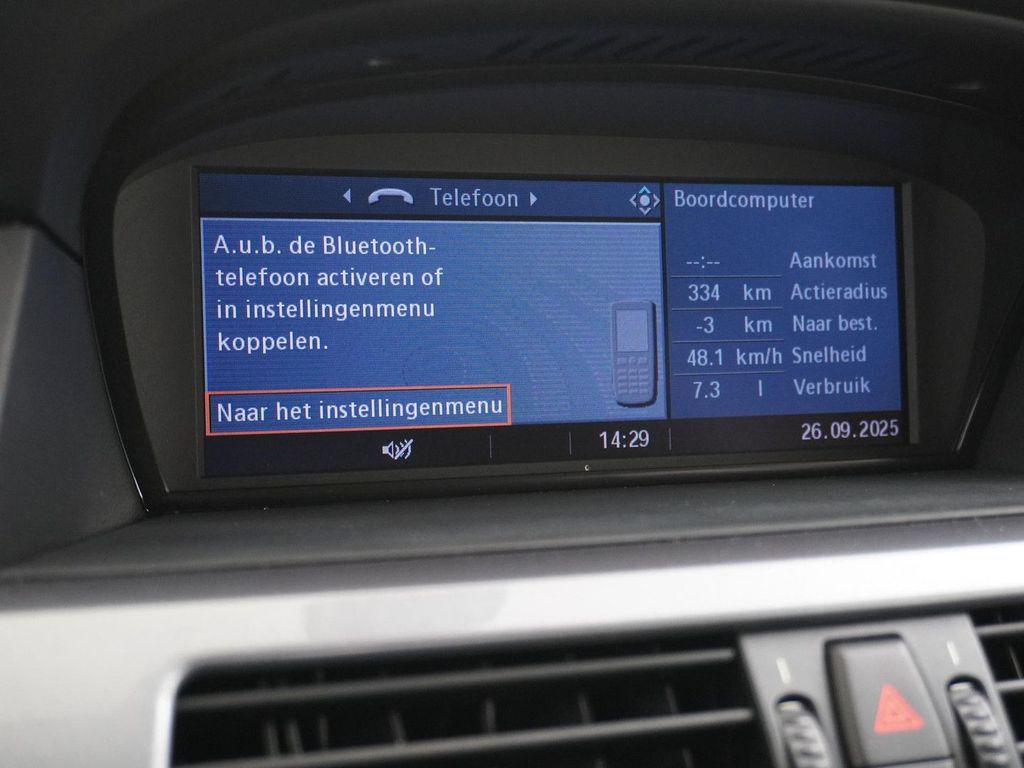 Telefoon
A.u.b. de Bluetooth-
telefoon activeren of
in instellingenmenu
koppelen.
Naar het instellingenmenu
14:29
Boordcomputer
--:-- Aankomst
334 km Actieradius
-3 km Naar best.
48.1 km/h Snelheid
7.3 l Verbruik
26.09.2025